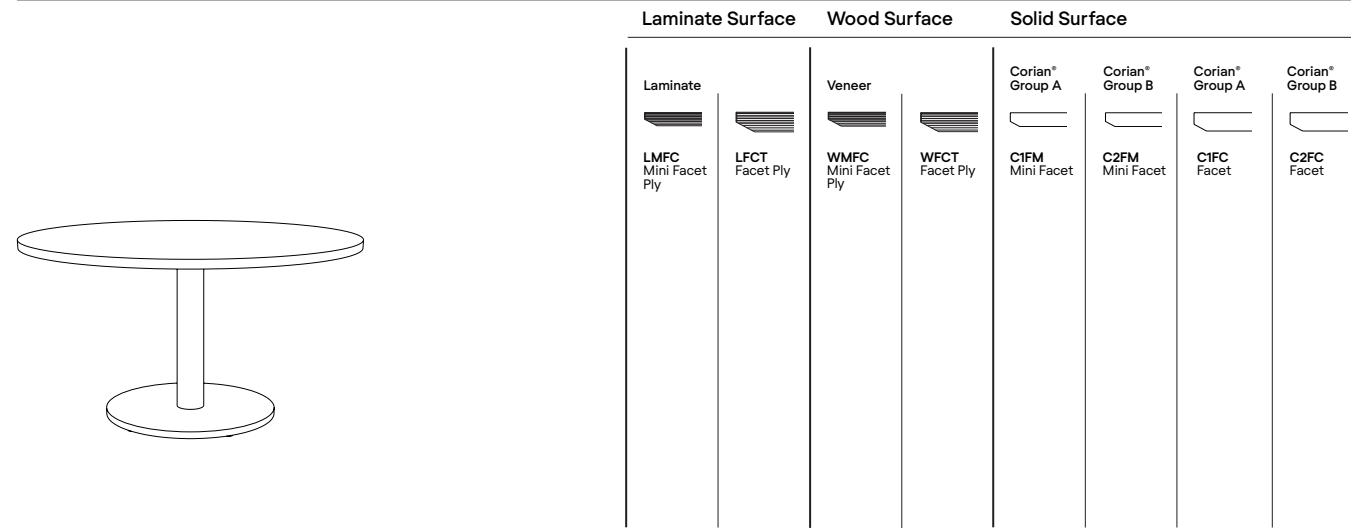 Laminate Surface
Wood Surface
Solid Surface
Laminate
Veneer
Corian®
Group A
Corian®
Group B
Corian®
Group A
Corian®
Group B
LMFC
Mini Facet
Ply
LFCT
Facet Ply
WMFC
Mini Facet
Ply
WFCT
Facet Ply
C1FM
Mini Facet
C2FM
Mini Facet
C1FC
Facet
C2FC
Facet